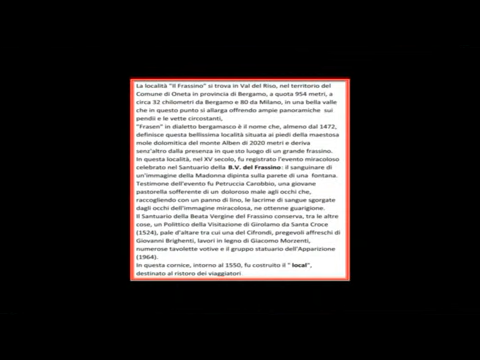 La località "Il Frassino" si trova in Val del Riso, nel territorio del
Comune di Oneta in provincia di Bergamo, a quota 954 metri, a
circa 32 chilometri da Bergamo e 80 da Milano, in una bella valle
che in questo punto si allarga offrendo ampie panoramiche sui
pendii e le vette circostanti,
"Frasen" in dialetto bergamasco è il nome che, almeno dal 1472,
definisce questa bellissima località situata ai piedi della maestosa
mole dolomitica del monte Alben di 2020 metri e deriva
senz'altro dalla presenza in questo luogo di un grande frassino.
In questa località, nel XV secolo, fu registrato l'evento miracoloso
celebrato nel Santuario della B.V. del Frassino: il sanguinare di
un'immagine della Madonna dipinta sulla parete di una fontana.
Testimone dell'evento fu Petruccia Carobbio, una giovane
pastorella sofferente di un doloroso male agli occhi che,
raccogliendo con un panno di lino, le lacrime di sangue sgorgate
dagli occhi dell'immagine miracolosa, ne ottenne guarigione.
Il Santuario della Beata Vergine del Frassino conserva, tra le altre
cose, un Polittico della Visitazione di Girolamo da Santa Croce
(1524), pale d'altare tra cui una del Cifrondi, pregevoli affreschi di
Giovanni Brighenti, lavori in legno di Giacomo Morzenti,
numerose tavolette votive e il gruppo statuario dell'Apparizione
(1964).
In questa cornice, intorno al 1550, fu costruito il " local",
destinato al ristoro dei viaggiatori